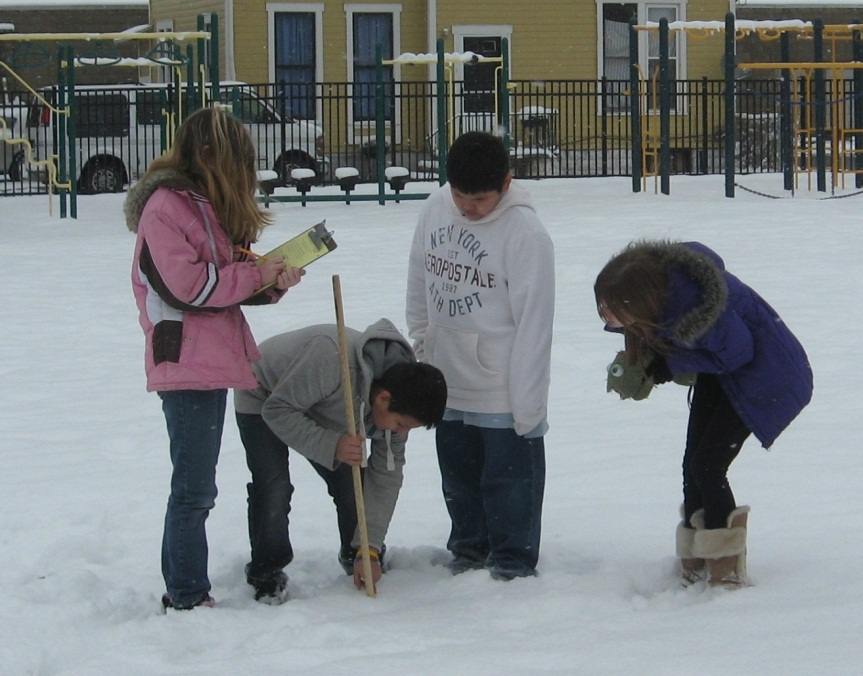 NEW YORK
EST
AEROPOSTALE
1987
ATH DEPT